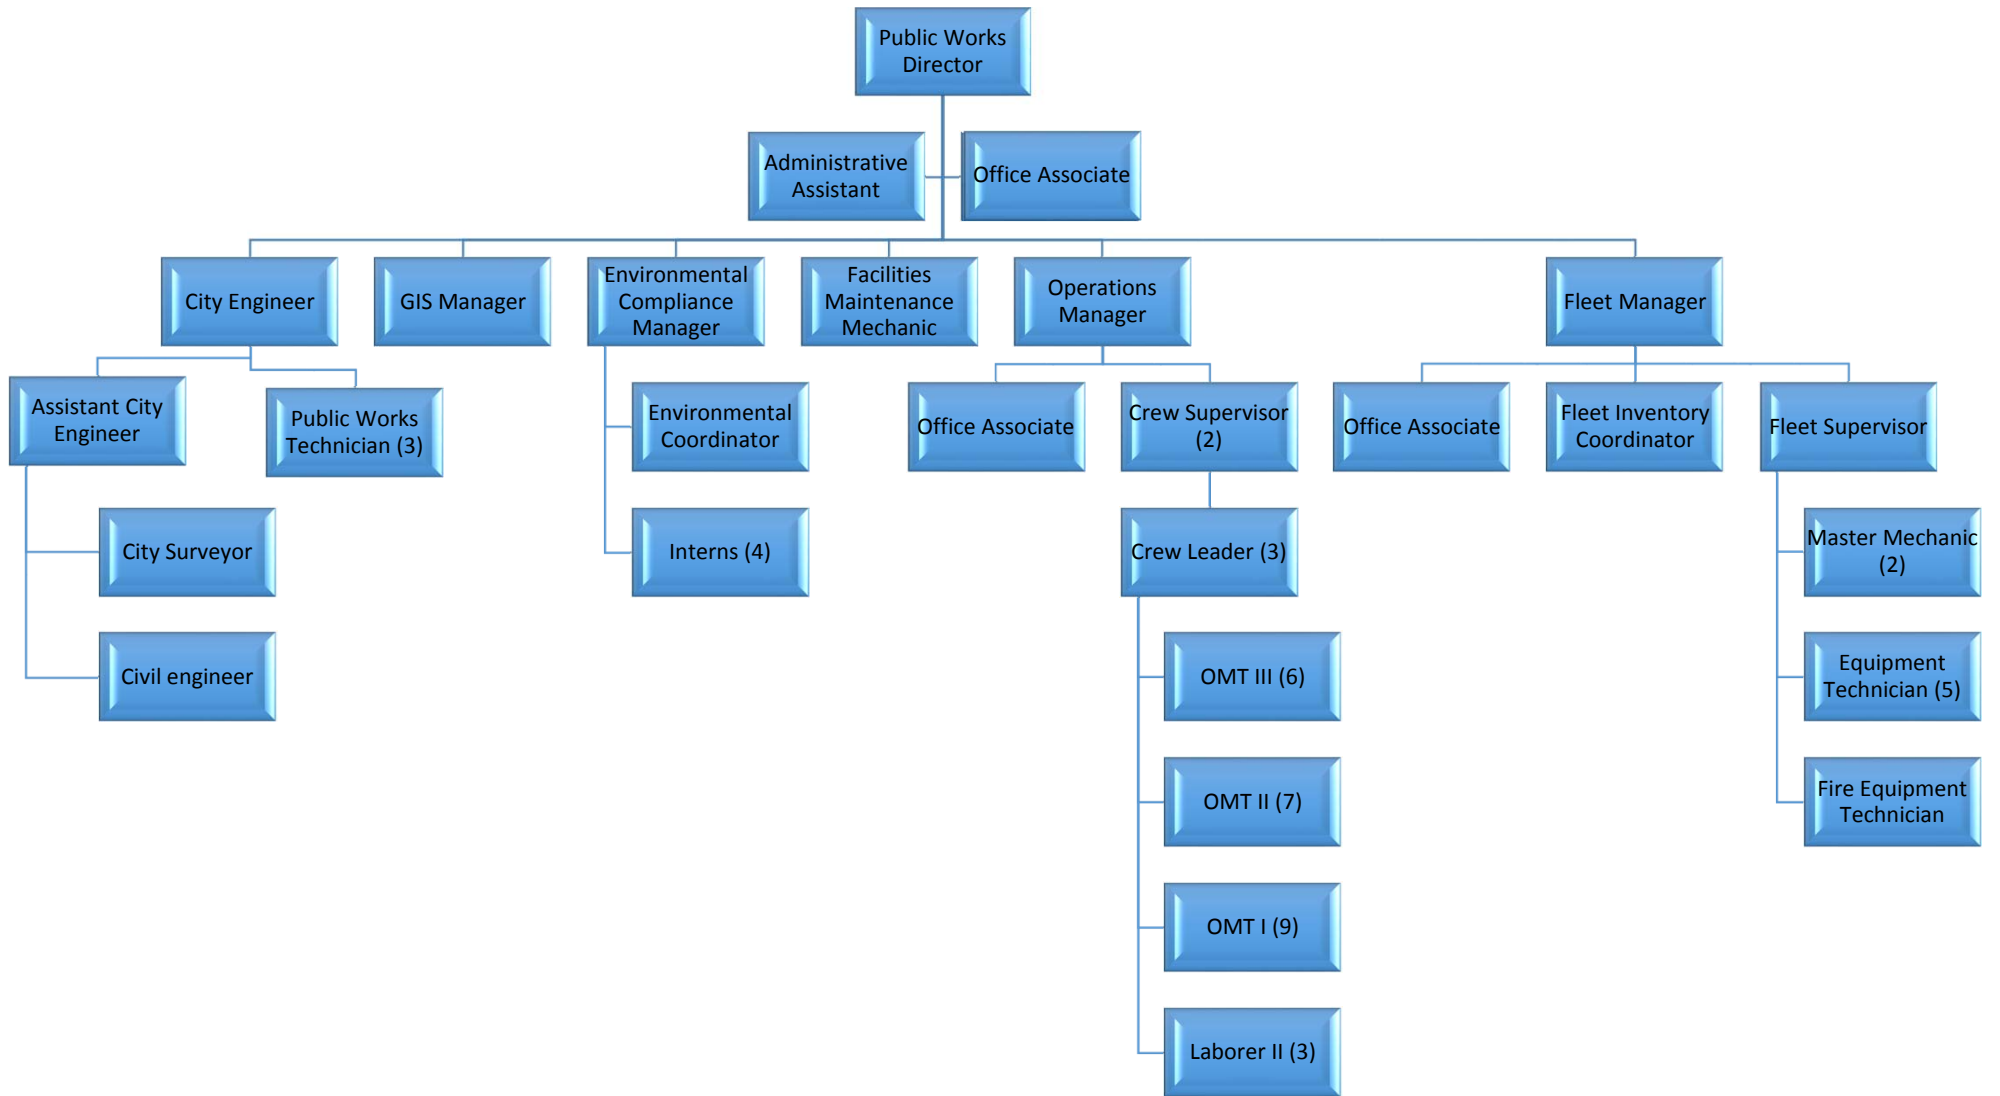 Public Works
Director
Administrative
Assistant
Office Associate
City Engineer
GIS Manager
Environmental
Compliance
Manager
Facilities
Maintenance
Mechanic
Operations
Manager
Fleet Manager
Assistant City
Engineer
Public Works
Technician (3)
Environmental
Coordinator
Office Associate
Crew Supervisor
(2)
Office Associate
Fleet Inventory
Coordinator
Fleet Supervisor
City Surveyor
Interns (4)
Crew Leader (3)
Master Mechanic
(2)
Civil engineer
OMT III (6)
Equipment
Technician (5)
OMT II (7)
Fire Equipment
Technician
OMT I (9)
Laborer II (3)